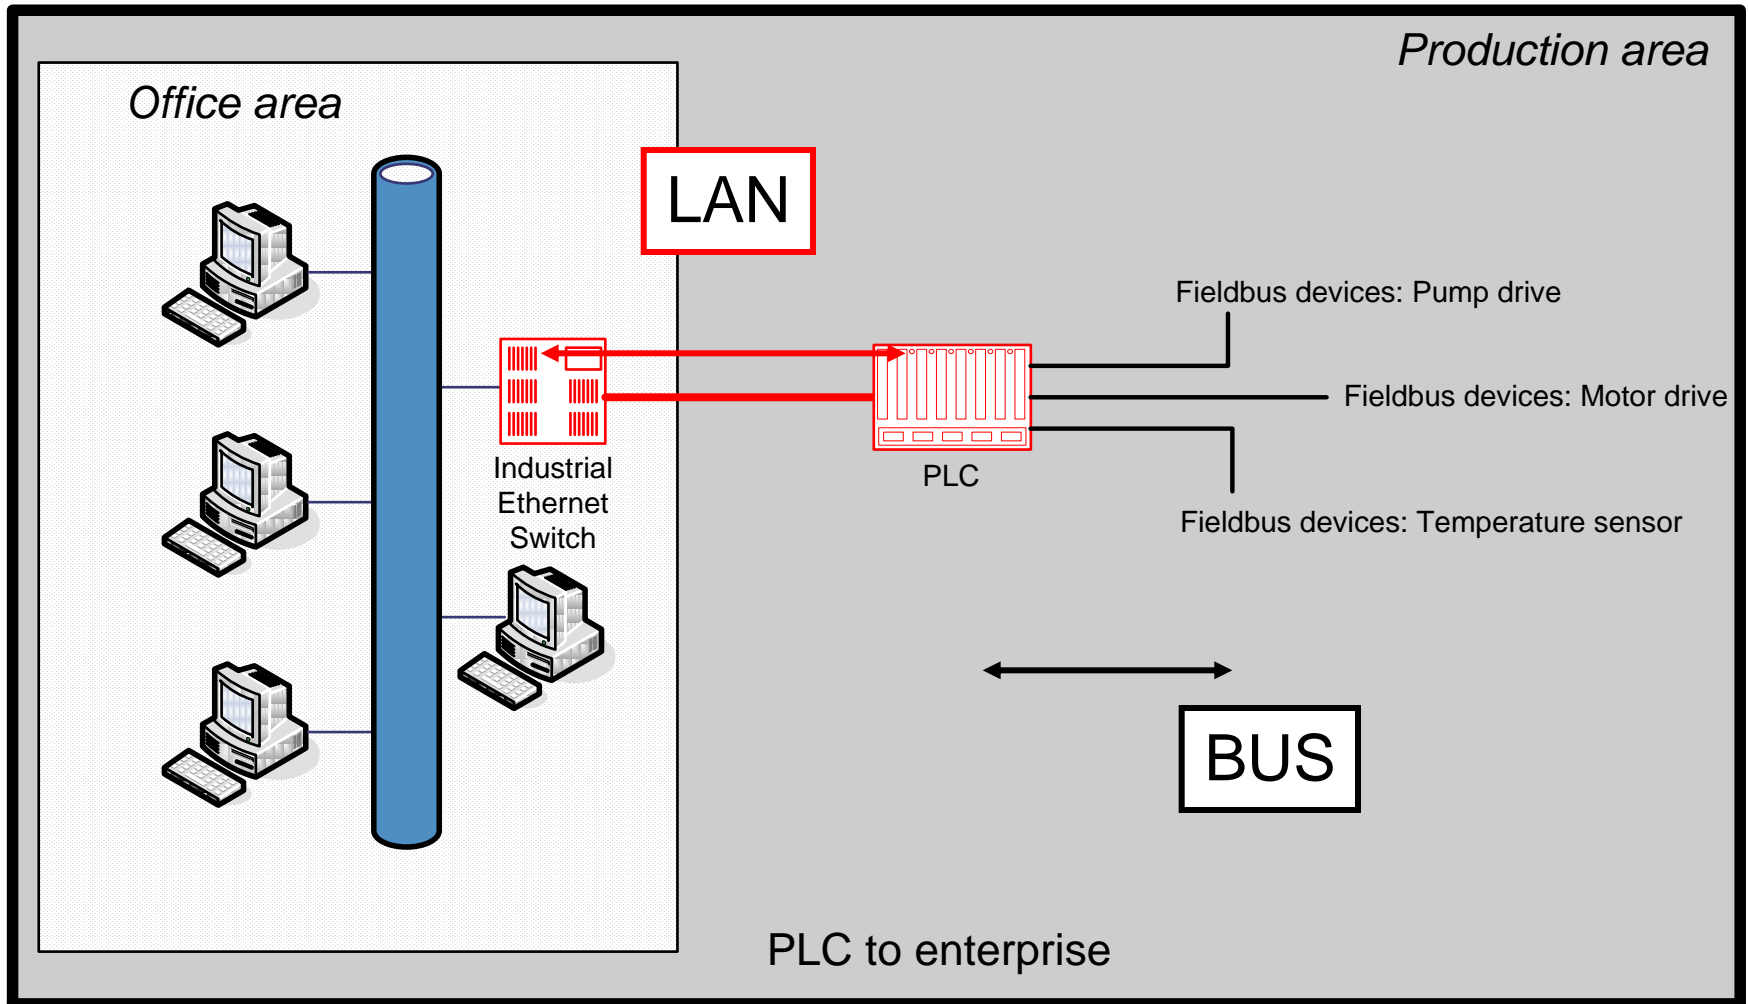 Production area
Office area
LAN
Fieldbus devices: Pump drive
Fieldbus devices: Motor drive
Industrial
Ethernet
Switch
PLC
Fieldbus devices: Temperature sensor
BUS
PLC to enterprise